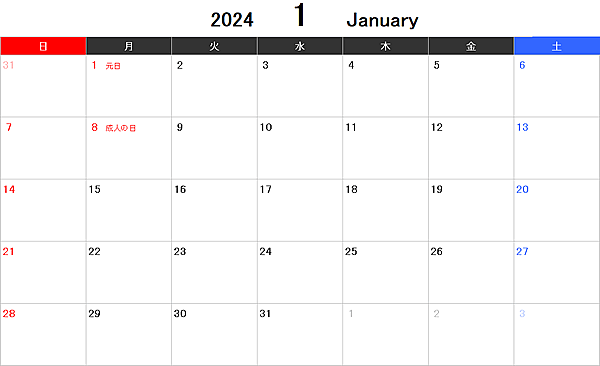 2024 1 January
日 月 火 水 木 金 土
31 1 元日 2 3 4 5 6
7 8 成人の日 9 10 11 12 13
14 15 16 17 18 19 20
21 22 23 24 25 26 27
28 29 30 31 1 2 3